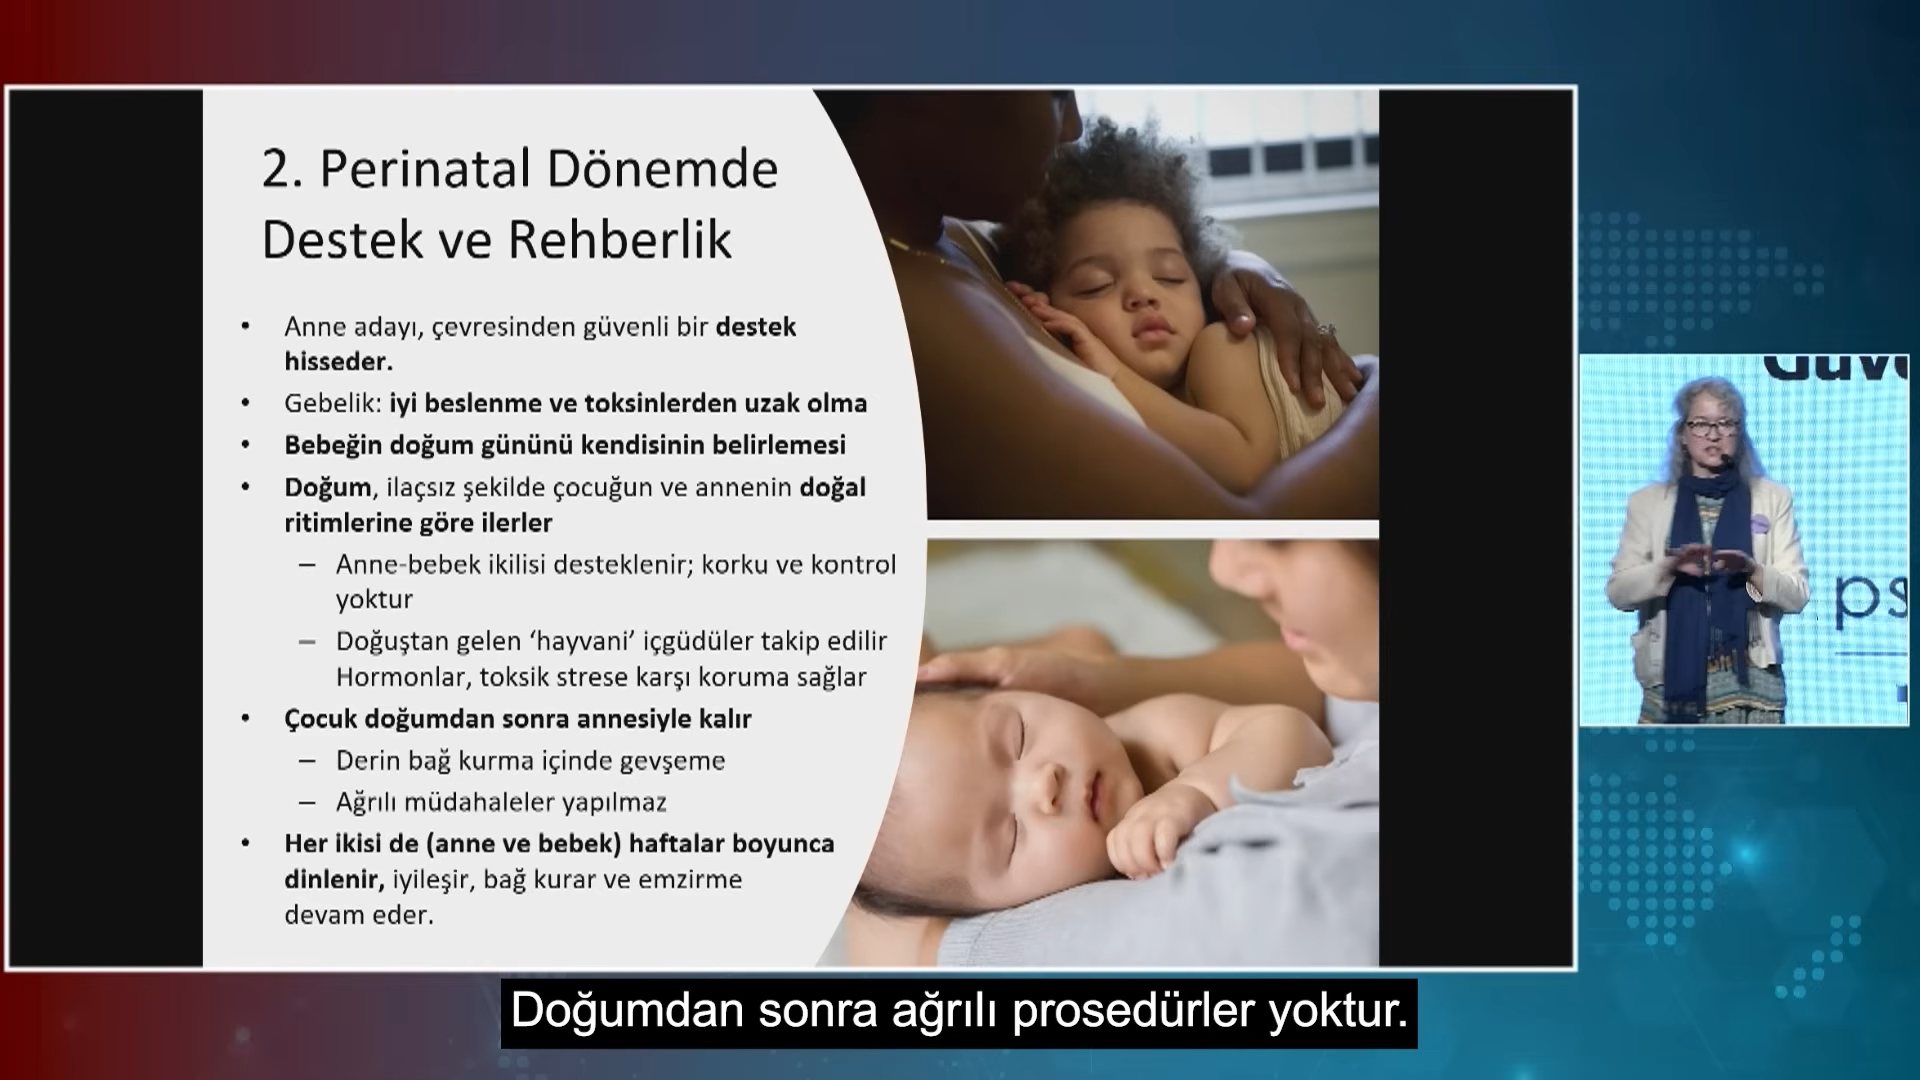 2. Perinatal Dönemde
Destek ve Rehberlik
• Anne adayı, çevresinden güvenli bir destek
hisseder.
• Gebelik: iyi beslenme ve toksinlerden uzak olma
• Bebeğin doğum gününü kendisinin belirlemesi
• Doğum, ilaçsız şekilde çocuğun ve annenin doğal
ritimlerine göre ilerler
– Anne-bebek ikilisi desteklenir; korku ve kontrol
yoktur
– Doğuştan gelen ‘hayvani’ içgüdüler takip edilir
Hormonlar, toksik strese karşı koruma sağlar
• Çocuk doğumdan sonra annesiyle kalır
– Derin bağ kurma içinde gevşeme
– Ağrılı müdahaleler yapılmaz
• Her ikisi de (anne ve bebek) haftalar boyunca
dinlenir, iyileşir, bağ kurar ve emzirme
devam eder.
ps
Doğumdan sonra ağrılı prosedürler yoktur.